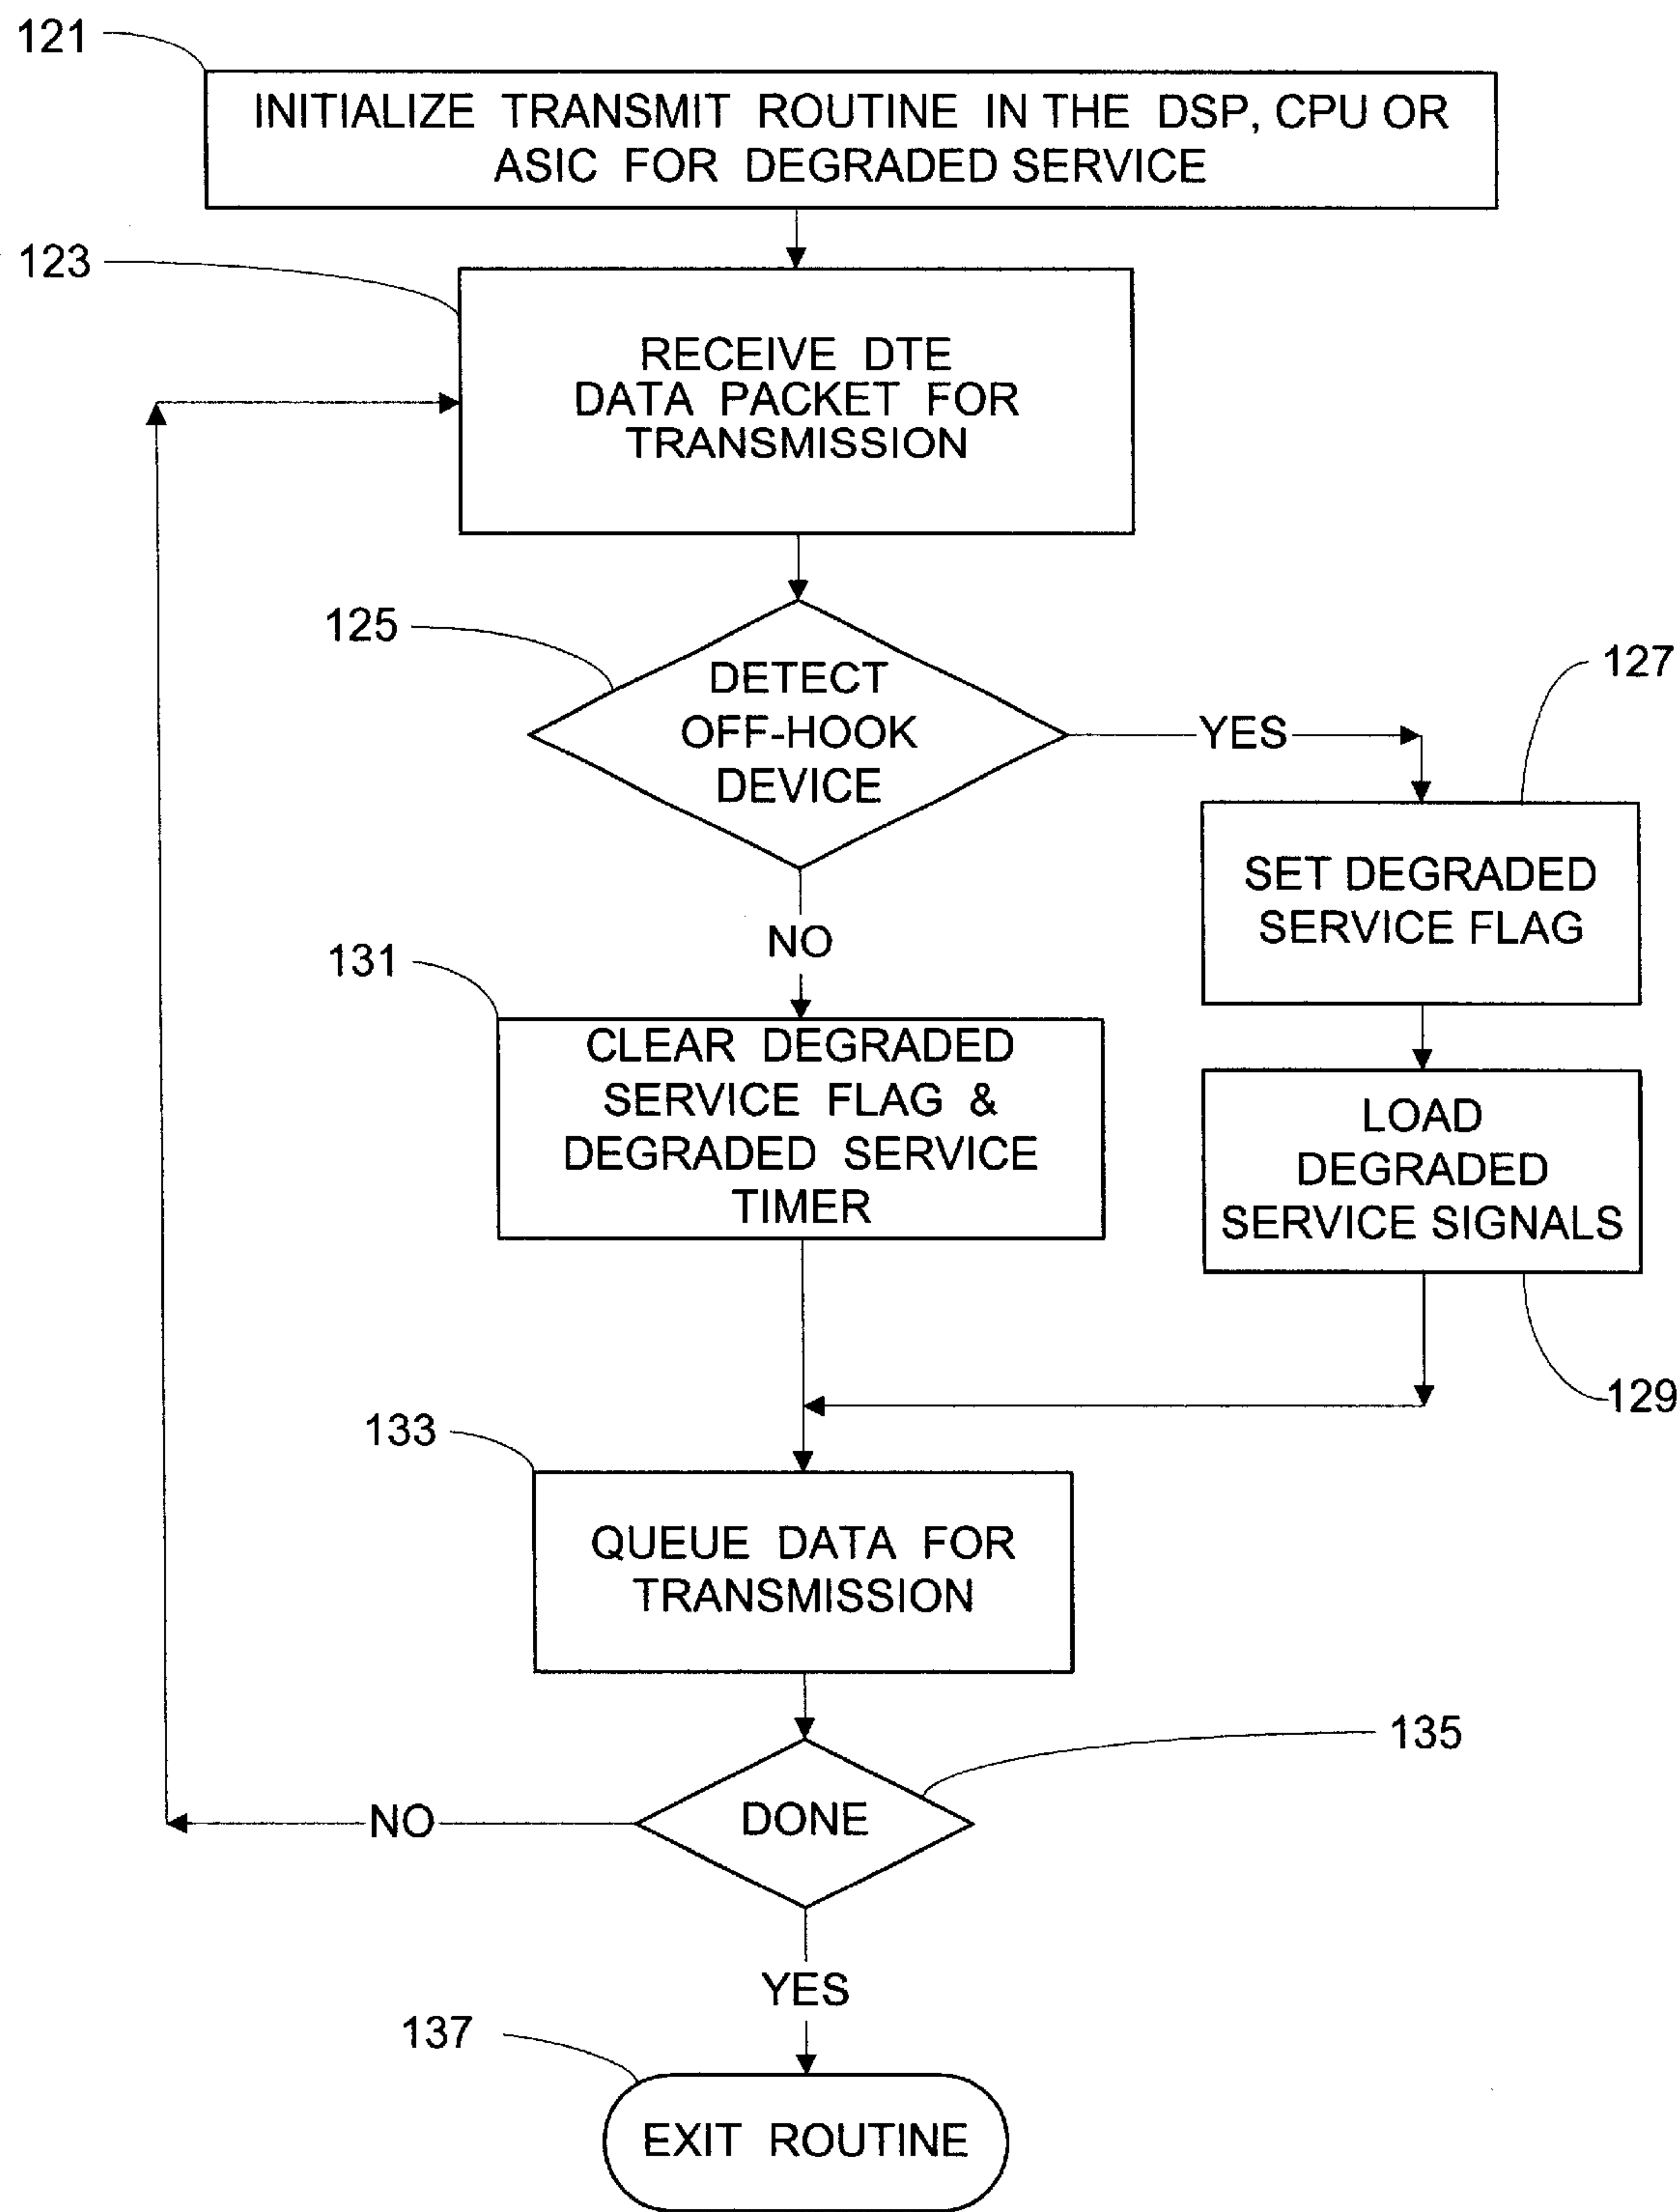 121
INITIALIZE TRANSMIT ROUTINE IN THE DSP, CPU OR
ASIC FOR DEGRADED SERVICE
123
RECEIVE DTE
DATA PACKET FOR
TRANSMISSION
125
DETECT
OFF-HOOK
DEVICE
YES
127
SET DEGRADED
SERVICE FLAG
NO
131
CLEAR DEGRADED
SERVICE FLAG &
DEGRADED SERVICE
TIMER
LOAD
DEGRADED
SERVICE SIGNALS
129
133
QUEUE DATA FOR
TRANSMISSION
135
DONE
NO
YES
137
EXIT ROUTINE